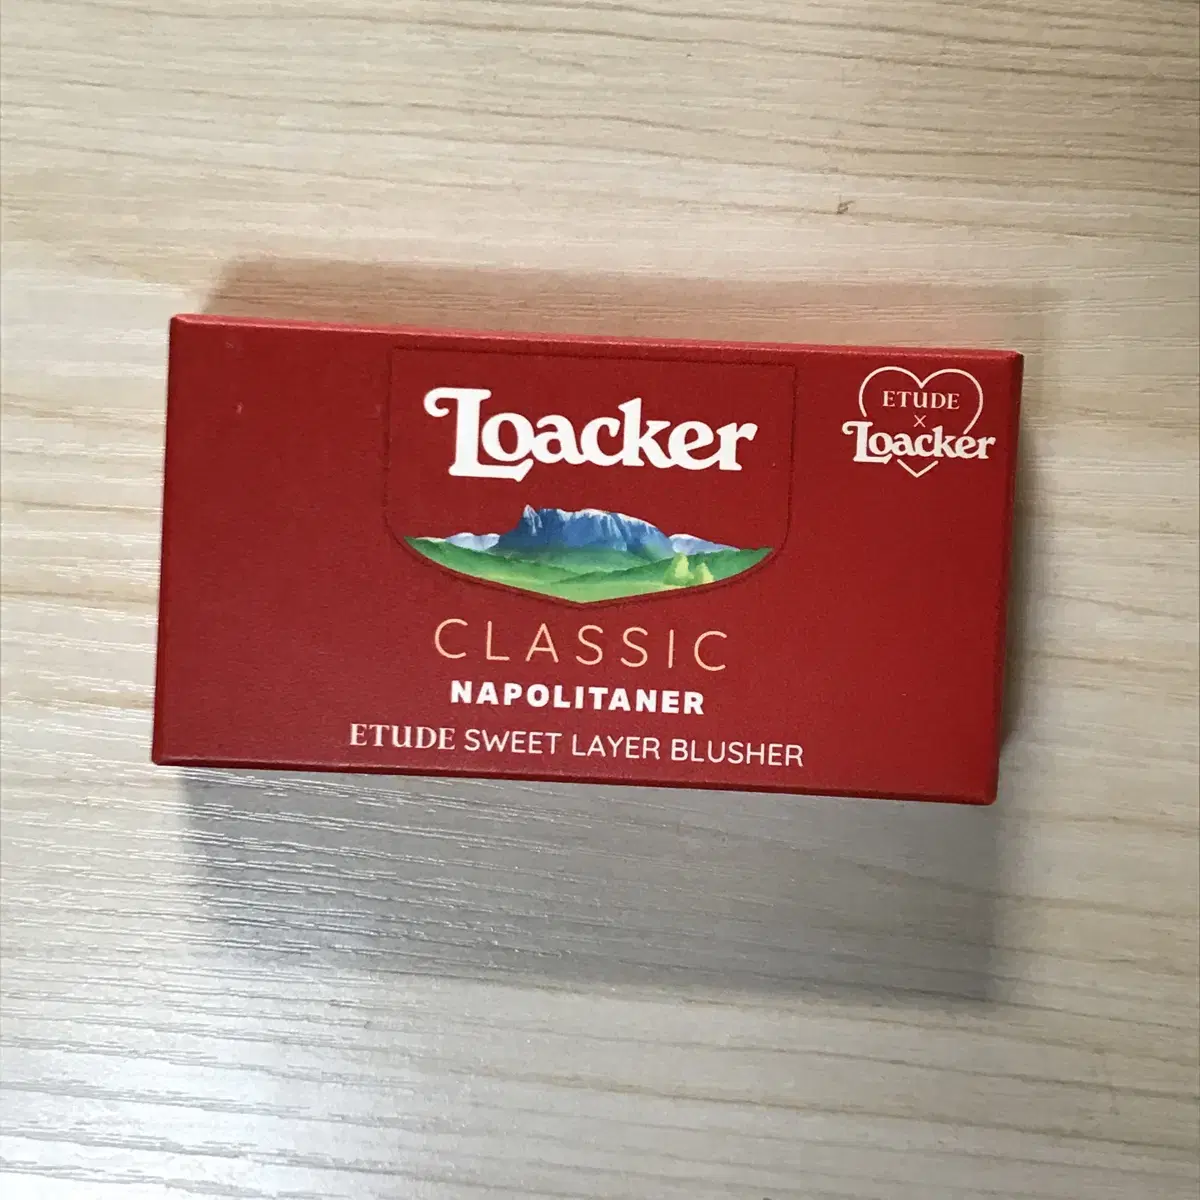 Loacker
ETUDE
×
Loacker
CLASSIC
NAPOLITANER
ETUDE SWEET LAYER BLUSHER